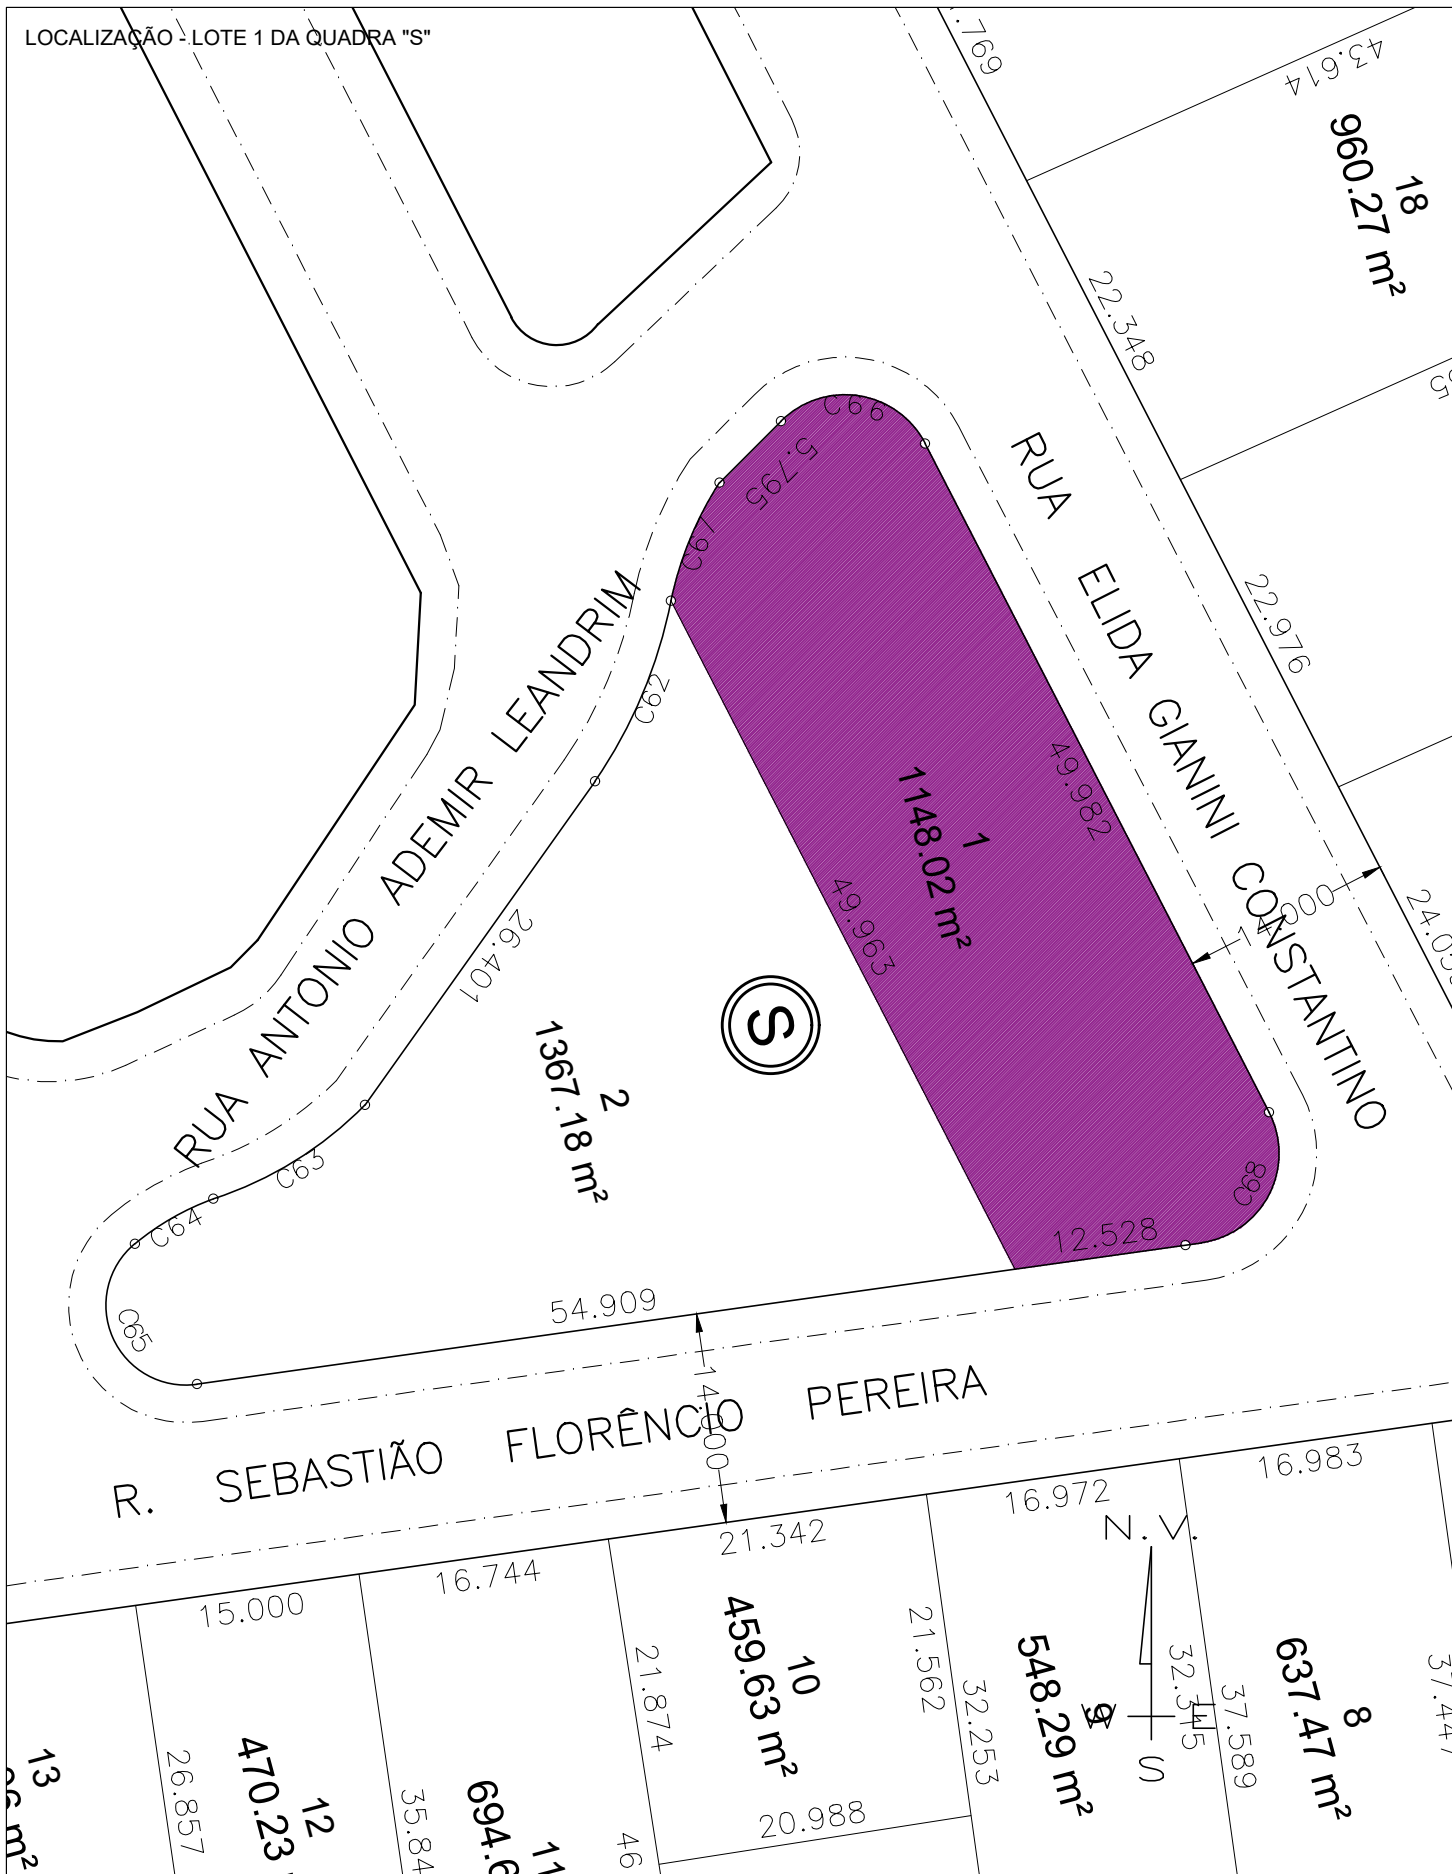 LOCALIZAÇÃO - LOTE 1 DA QUADRA "S"
.769
43.614
18
960.27 m²
22.348
C66
5.795
C67
RUA ELIDA GIANINI CONSTANTINO
22.976
RUA ANTONIO ADEMIR LEANDRIM
C62
49.982
1
1148.02 m²
49.963
14.000
26.401
S
2
1367.18 m²
C63
C64
C65
C68
12.528
54.909
14.000
R. SEBASTIÃO FLORÊNCIO PEREIRA
16.983
16.972
N.V.
21.342
16.744
15.000
10
459.63 m²
21.562
21.874
32.253
9
548.29 m²
W
E
S
32.315
37.589
8
637.47 m²
13
12
470.23
26.857
35.84
11
694.6
46
20.988